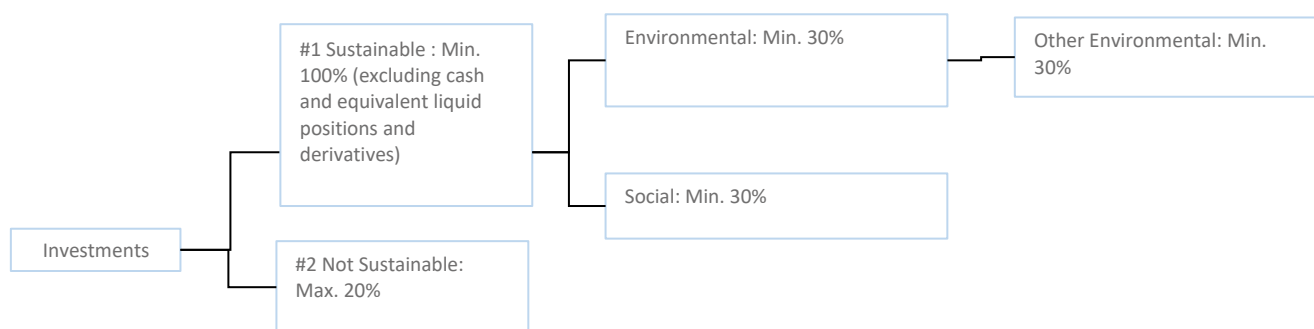 #1 Sustainable : Min.
100% (excluding cash
and equivalent liquid
positions and
derivatives)
Environmental: Min. 30%
Other Environmental: Min.
30%
Social: Min. 30%
Investments
#2 Not Sustainable:
Max. 20%